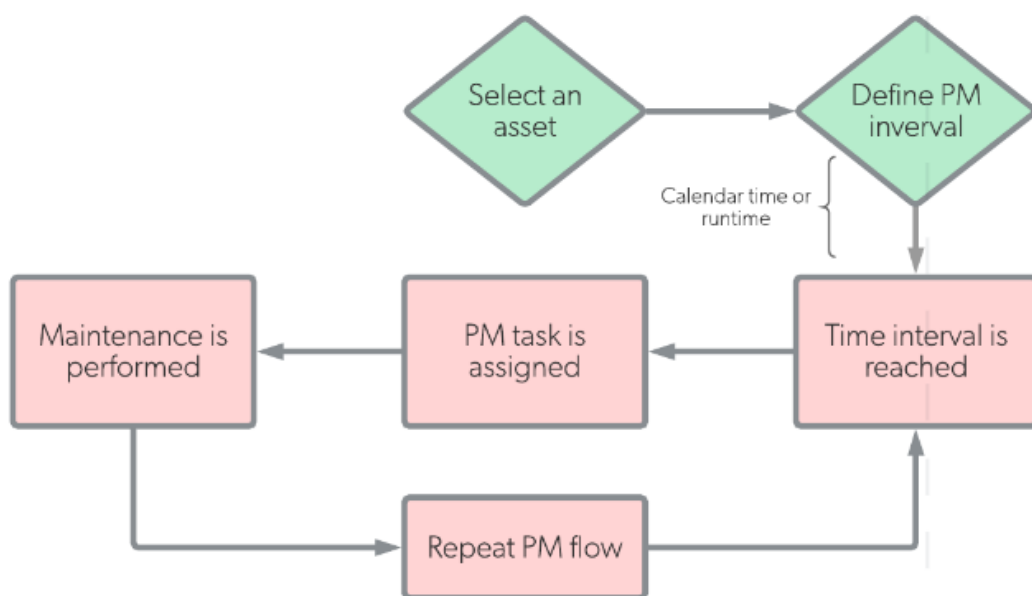 Select an
asset
Define PM
inverval
Calendar time or
runtime
Time interval is
reached
PM task is
assigned
Maintenance is
performed
Repeat PM flow